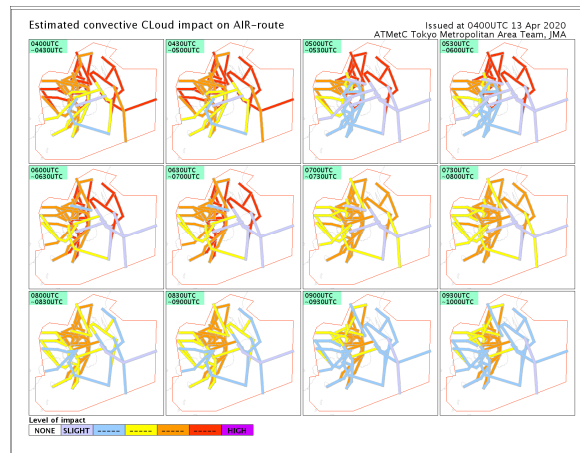 Estimated convective CLoud impact on AIR-route
Issued at 0400UTC 13 Apr 2020
ATMetC Tokyo Metropolitan Area Team, JMA
0400UTC
-0430UTC
0430UTC
-0500UTC
0500UTC
-0530UTC
0530UTC
-0600UTC
0600UTC
-0630UTC
0630UTC
-0700UTC
0700UTC
-0730UTC
0730UTC
-0800UTC
0800UTC
-0830UTC
0830UTC
-0900UTC
0900UTC
-0930UTC
0930UTC
-1000UTC
Level of impact
NONE SLIGHT ----- ----- ----- ----- HIGH